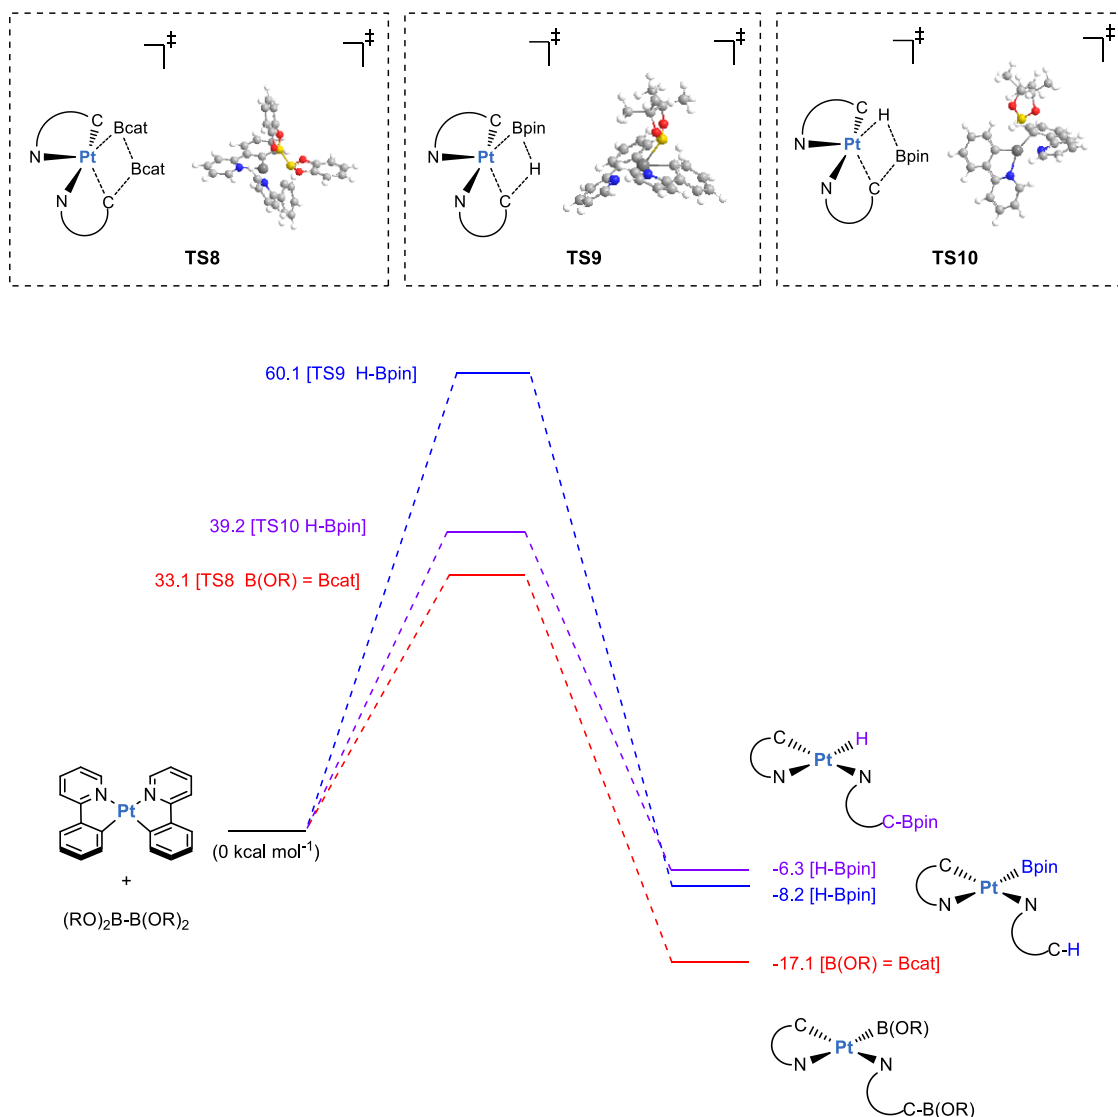 ‡
‡
‡
‡
‡
‡
C
Bcat
N
Pt
Bcat
N
C
TS8
C
Bpin
N
Pt
H
N
C
TS9
C
H
N
Pt
Bpin
N
C
TS10
60.1 [TS9 H-Bpin]
39.2 [TS10 H-Bpin]
33.1 [TS8 B(OR) = Bcat]
N
N
Pt
+
(RO)₂B-B(OR)₂
(0 kcal mol⁻¹)
C
H
Pt
N
N
C-Bpin
-6.3 [H-Bpin]
-8.2 [H-Bpin]
C
Bpin
Pt
N
N
C-H
-17.1 [B(OR) = Bcat]
C
B(OR)
Pt
N
N
C-B(OR)